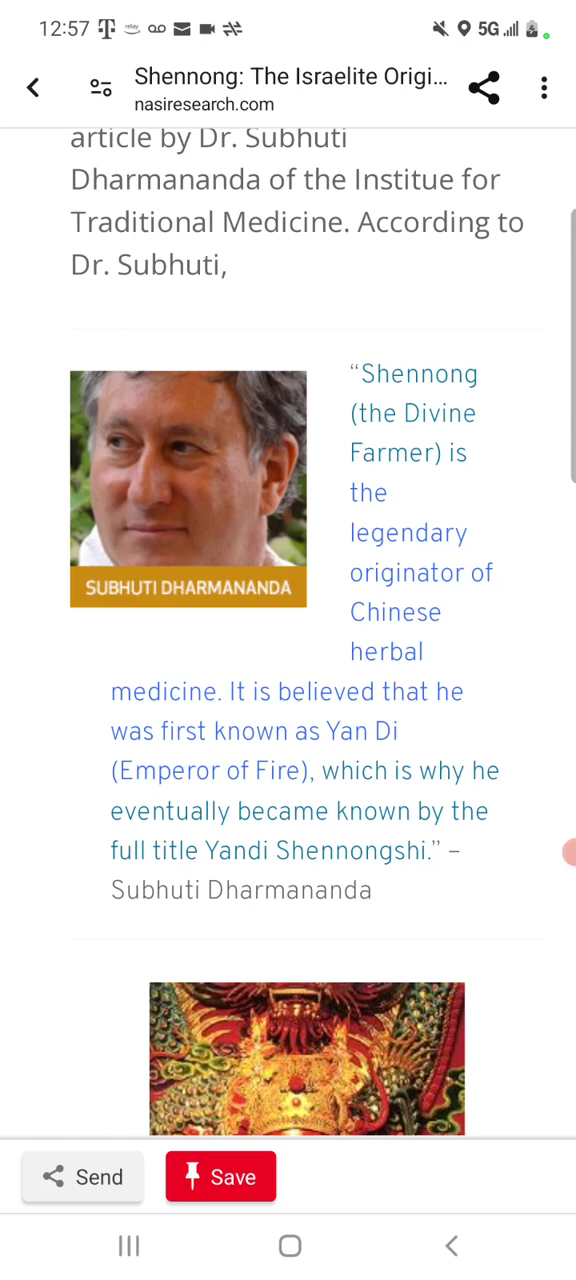 12:57
relay
5G
Shennong: The Israelite Origi...
nasiresearch.com
article by Dr. Subhuti
Dharmananda of the Institue for
Traditional Medicine. According to
Dr. Subhuti,
SUBHUTI DHARMANANDA
“Shennong
(the Divine
Farmer) is
the
legendary
originator of
Chinese
herbal
medicine. It is believed that he
was first known as Yan Di
(Emperor of Fire), which is why he
eventually became known by the
full title Yandi Shennongshi.” –
Subhuti Dharmananda
Send
Save